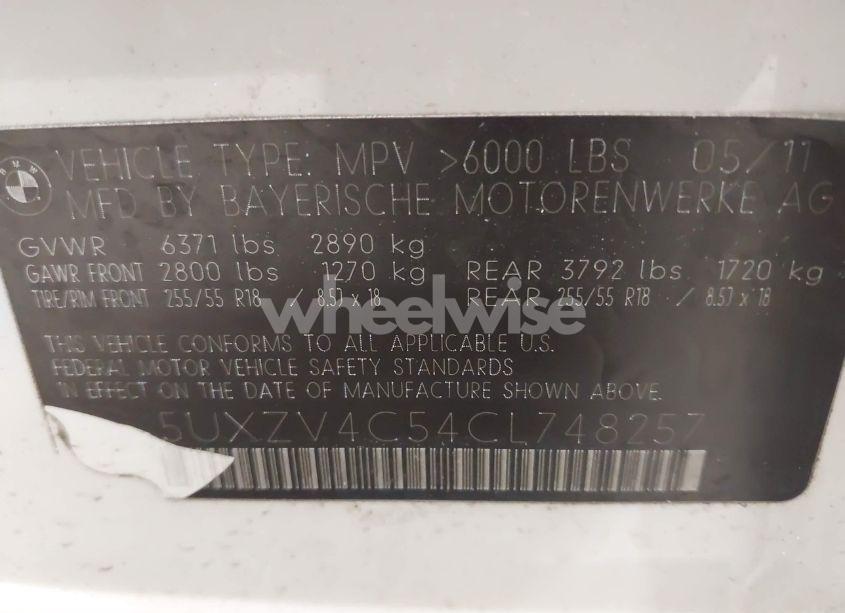 BMW
VEHICLE TYPE: MPV >6000 LBS 05/11
MFD BY BAYERISCHE MOTORENWERKE AG
GVWR 6371 lbs 2890 kg
GAWR FRONT 2800 lbs 1270 kg REAR 3792 lbs 1720 kg
TIRE/RIM FRONT 255/55 R18 / 8.5J x 18 REAR 255/55 R18 / 8.5J x 18
wheelwise
THIS VEHICLE CONFORMS TO ALL APPLICABLE U.S.
FEDERAL MOTOR VEHICLE SAFETY STANDARDS
IN EFFECT ON THE DATE OF MANUFACTURE SHOWN ABOVE.
5UXZV4C54CL748257